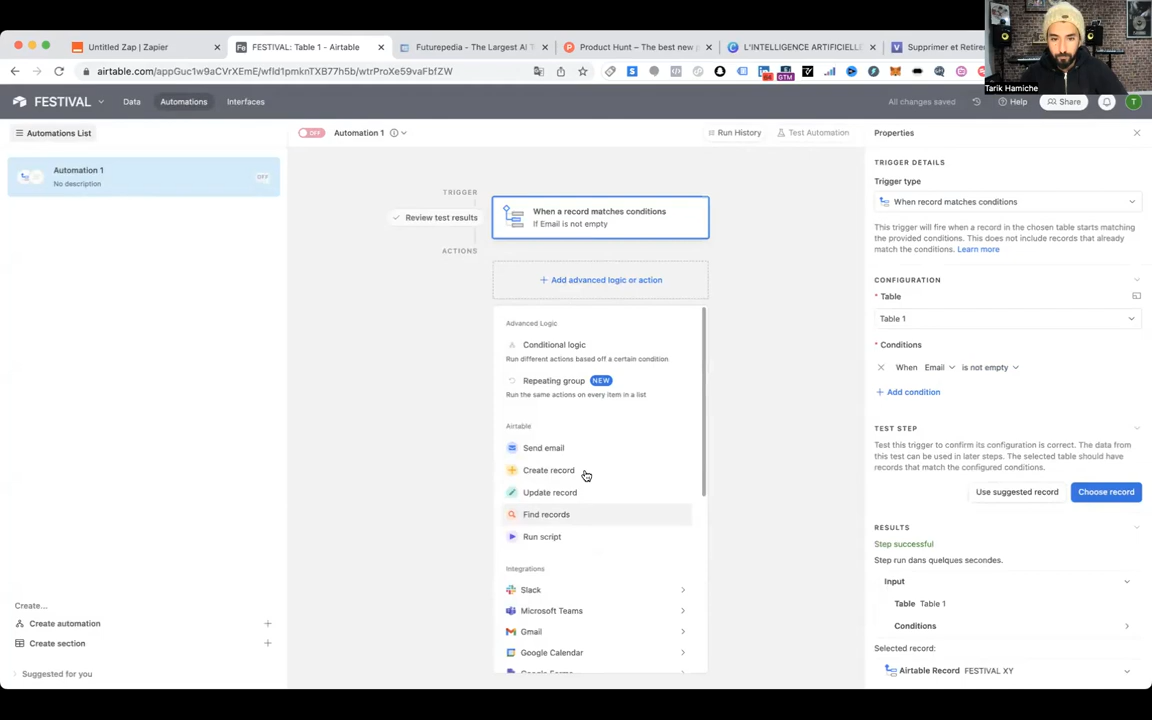 Untitled Zap | Zapier
FESTIVAL: Table 1 - Airtable
Futurepedia - The Largest AI T
Product Hunt – The best new
L'INTELLIGENCE ARTIFICIELLE
Supprimer et Retire
airtable.com/appGuc1w9aCVrXEmE/wfld1pmknTXB77h5b/wtrProXe59vaFbfZW
Tarik Hamiche
FESTIVAL
Data
Automations
Interfaces
All changes saved
Help
Share
T
Automations List
OFF
Automation 1
Run History
Test Automation
Properties
Automation 1
No description
OFF
TRIGGER
Review test results
When a record matches conditions
If Email is not empty
ACTIONS
+ Add advanced logic or action
Advanced Logic
Conditional logic
Run different actions based off a certain condition
Repeating group NEW
Run the same actions on every item in a list
Airtable
Send email
Create record
Update record
Find records
Run script
Integrations
Slack
Microsoft Teams
Gmail
Google Calendar
Google Forms
TRIGGER DETAILS
Trigger type
When record matches conditions
This trigger will fire when a record in the chosen table starts matching
the provided conditions. This does not include records that already
match the conditions. Learn more
CONFIGURATION
* Table
Table 1
* Conditions
When Email is not empty
+ Add condition
TEST STEP
Test this trigger to confirm its configuration is correct. The data from
this test can be used in later steps. The selected table should have
records that match the configured conditions.
Use suggested record
Choose record
RESULTS
Step successful
Step run dans quelques secondes.
Input
Table Table 1
Conditions
Selected record:
Airtable Record FESTIVAL XY
Create...
Create automation
Create section
Suggested for you